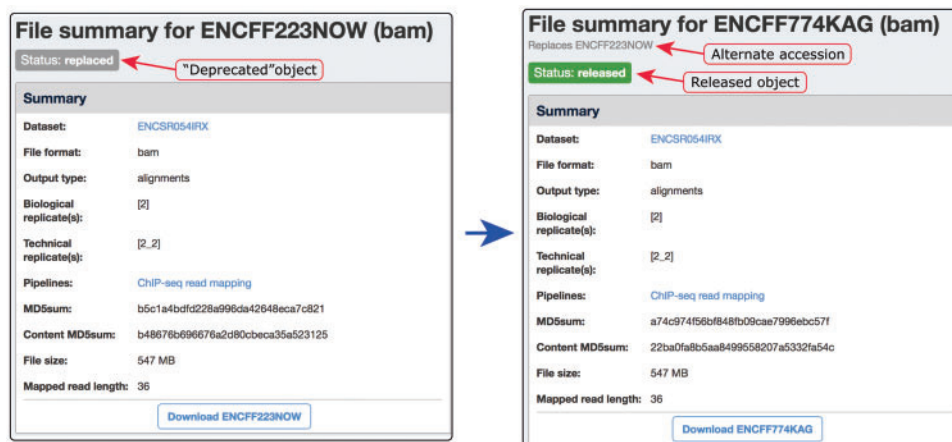 File summary for ENCFF223NOW (bam)
Status: replaced
"Deprecated"object
Summary
Dataset: ENCSR054IRX
File format: bam
Output type: alignments
Biological replicate(s): [2]
Technical replicate(s): [2_2]
Pipelines: ChIP-seq read mapping
MD5sum: b5c1a4bdfd228a996da42648eca7c821
Content MD5sum: b48676b696676a2d80cbeca35a523125
File size: 547 MB
Mapped read length: 36
Download ENCFF223NOW
File summary for ENCFF774KAG (bam)
Replaces ENCFF223NOW
Alternate accession
Status: released
Released object
Summary
Dataset: ENCSR054IRX
File format: bam
Output type: alignments
Biological replicate(s): [2]
Technical replicate(s): [2_2]
Pipelines: ChIP-seq read mapping
MD5sum: a74c974f56bf848fb09cae7996ebc57f
Content MD5sum: 22ba0fa8b5aa8499558207a5332fa54c
File size: 547 MB
Mapped read length: 36
Download ENCFF774KAG